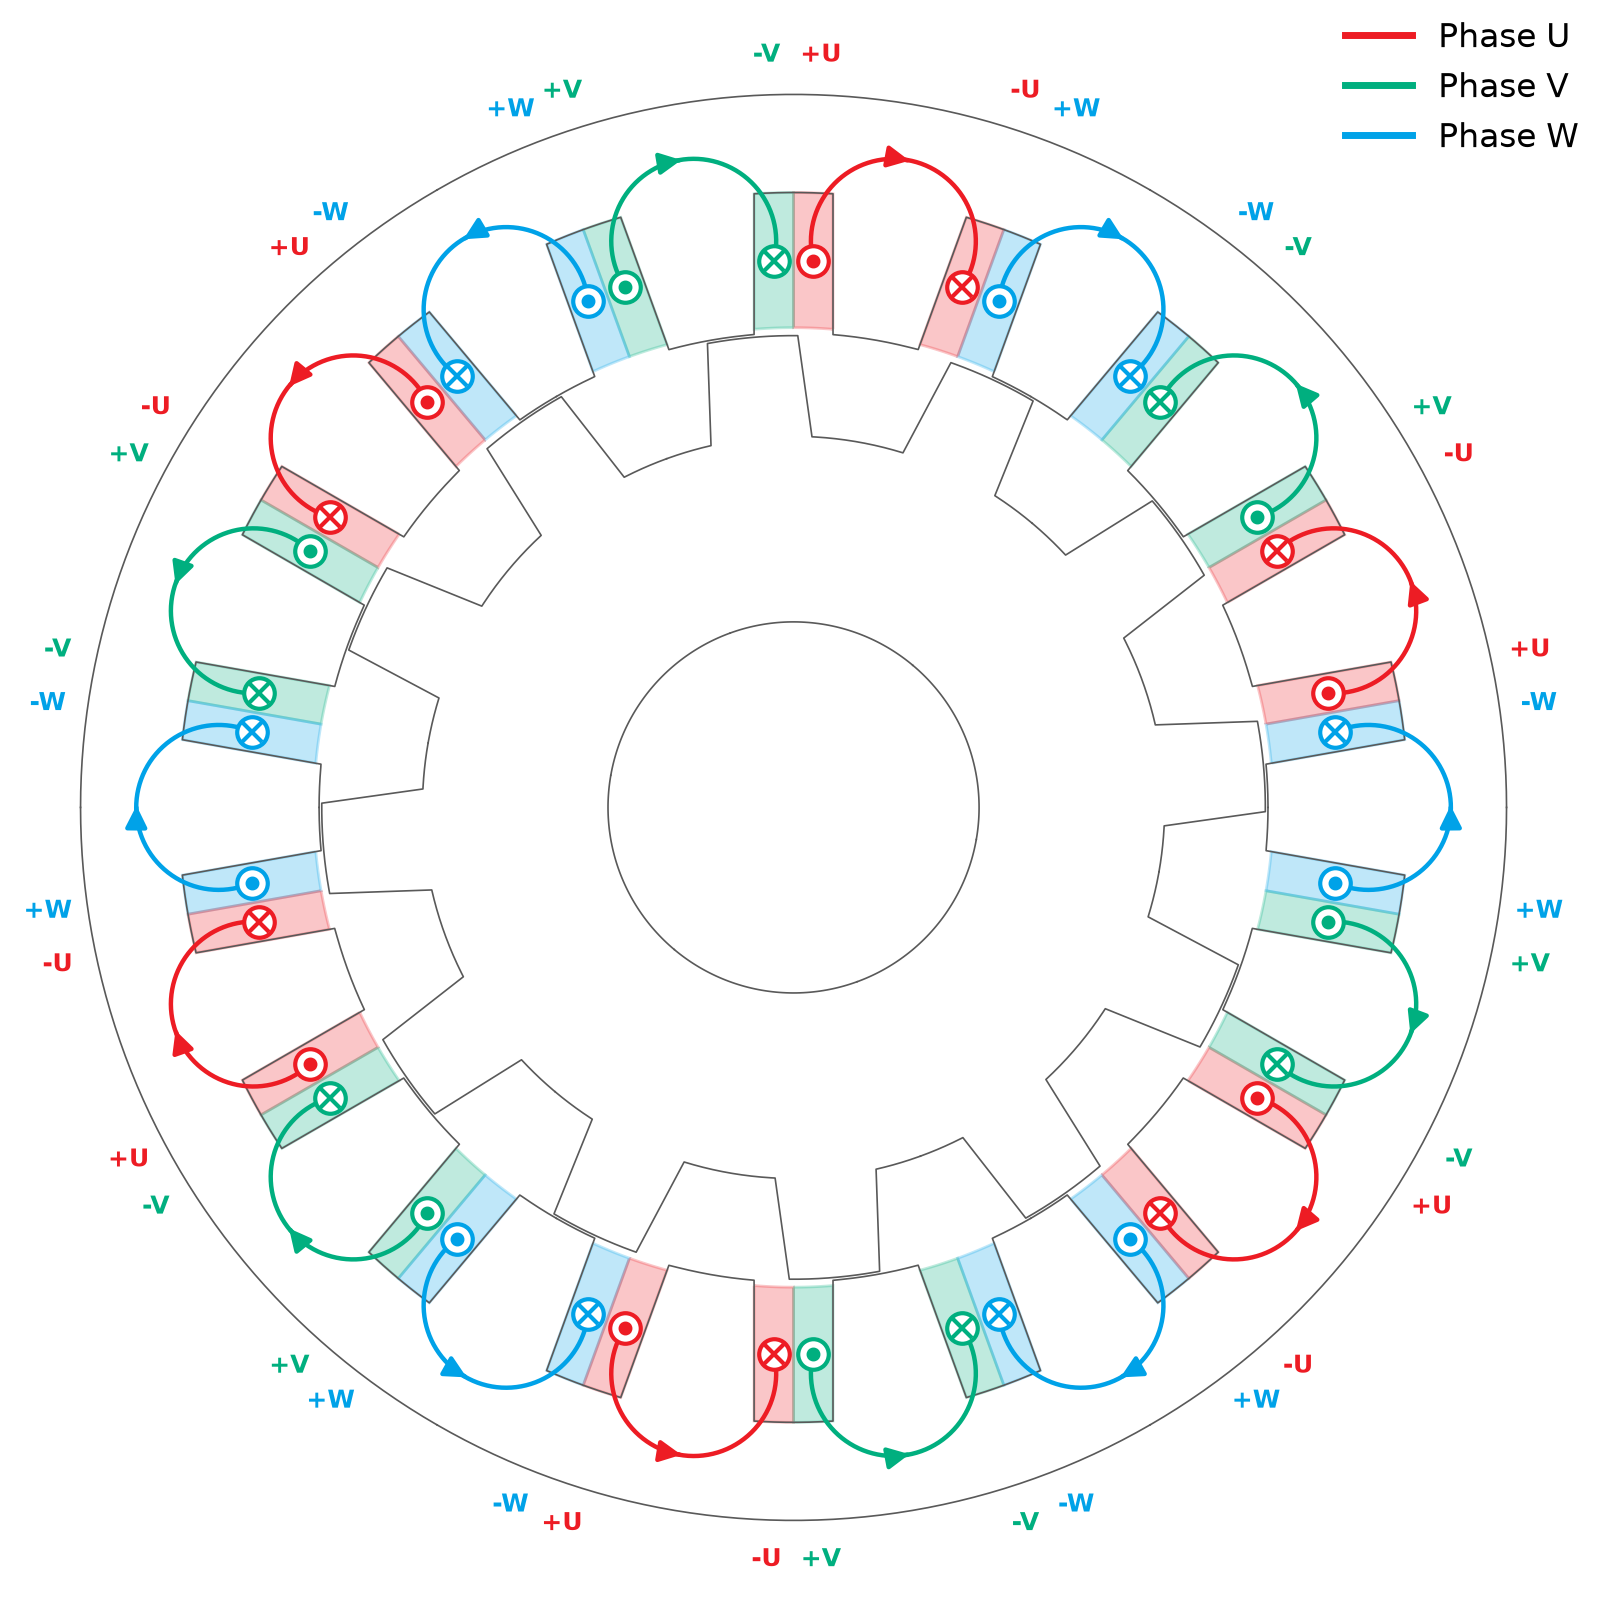 Phase U
Phase V
Phase W
-V +U
+V -U
+W +W
-W -W
+U -V
-U +V
+V -U
-V +U
-W -W
+W +W
-U +V
+U -V
-V +U
+V -U
+W +W
-W -W
+U -V
-U +V